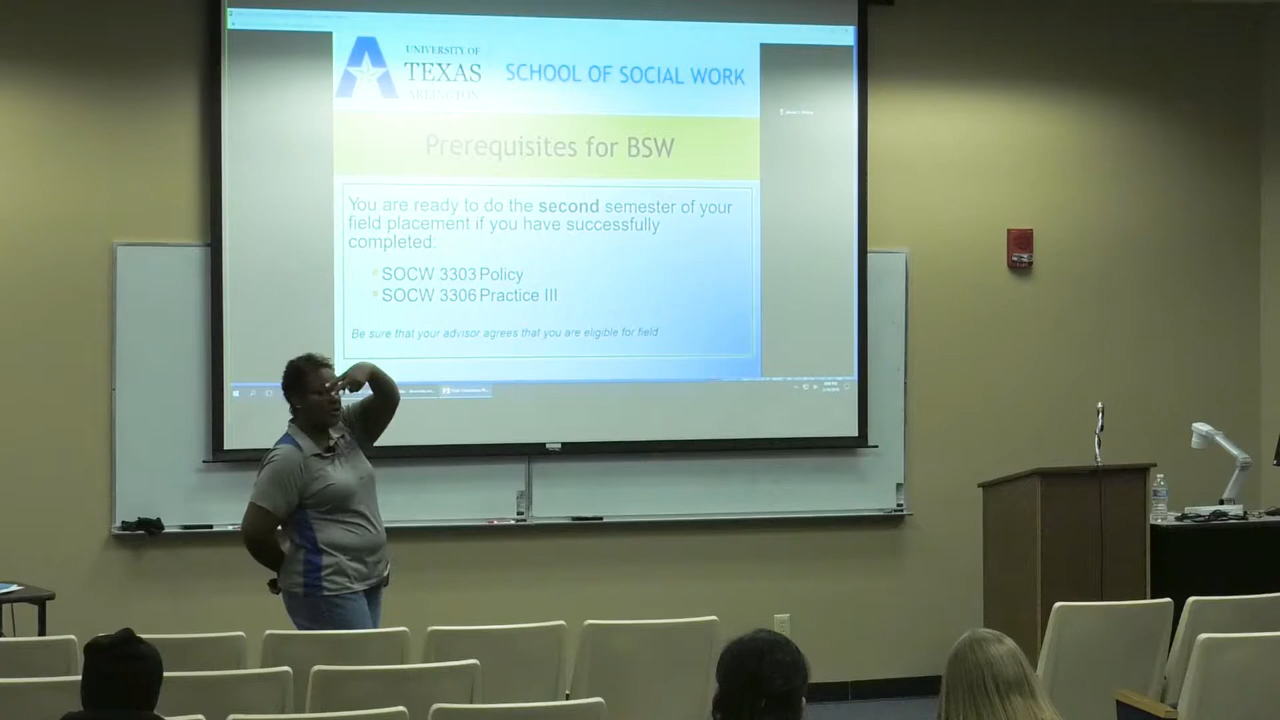 UNIVERSITY OF
TEXAS
ARLINGTON
SCHOOL OF SOCIAL WORK
Prerequisites for BSW
You are ready to do the second semester of your
field placement if you have successfully
completed:
SOCW 3303 Policy
SOCW 3306 Practice III
Be sure that your advisor agrees that you are eligible for field